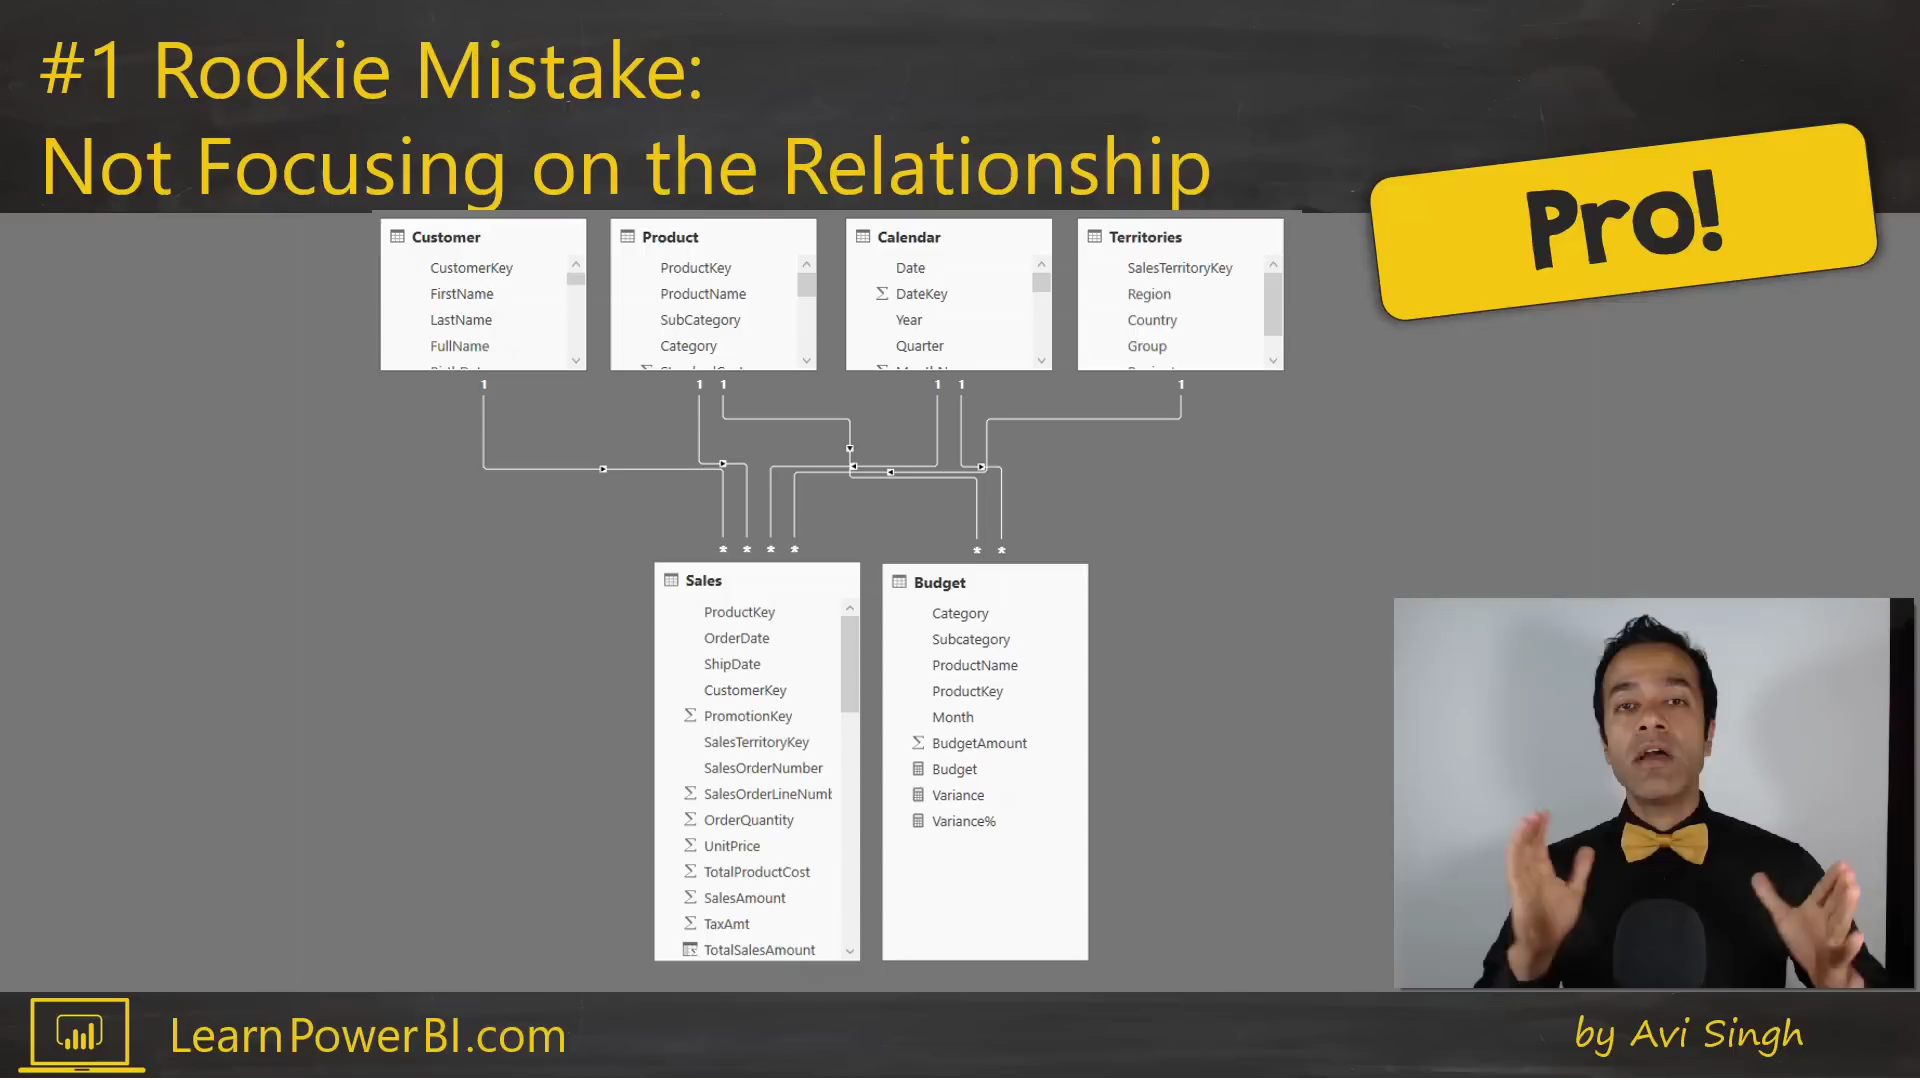 #1 Rookie Mistake:
Not Focusing on the Relationship
Pro!
Customer
CustomerKey
FirstName
LastName
FullName
Product
ProductKey
ProductName
SubCategory
Category
Calendar
Date
DateKey
Year
Quarter
Territories
SalesTerritoryKey
Region
Country
Group
1
1 1
1 1
1
* * * *
* *
Sales
ProductKey
OrderDate
ShipDate
CustomerKey
PromotionKey
SalesTerritoryKey
SalesOrderNumber
SalesOrderLineNumb
OrderQuantity
UnitPrice
TotalProductCost
SalesAmount
TaxAmt
TotalSalesAmount
Budget
Category
Subcategory
ProductName
ProductKey
Month
BudgetAmount
Budget
Variance
Variance%
LearnPowerBI.com
by Avi Singh